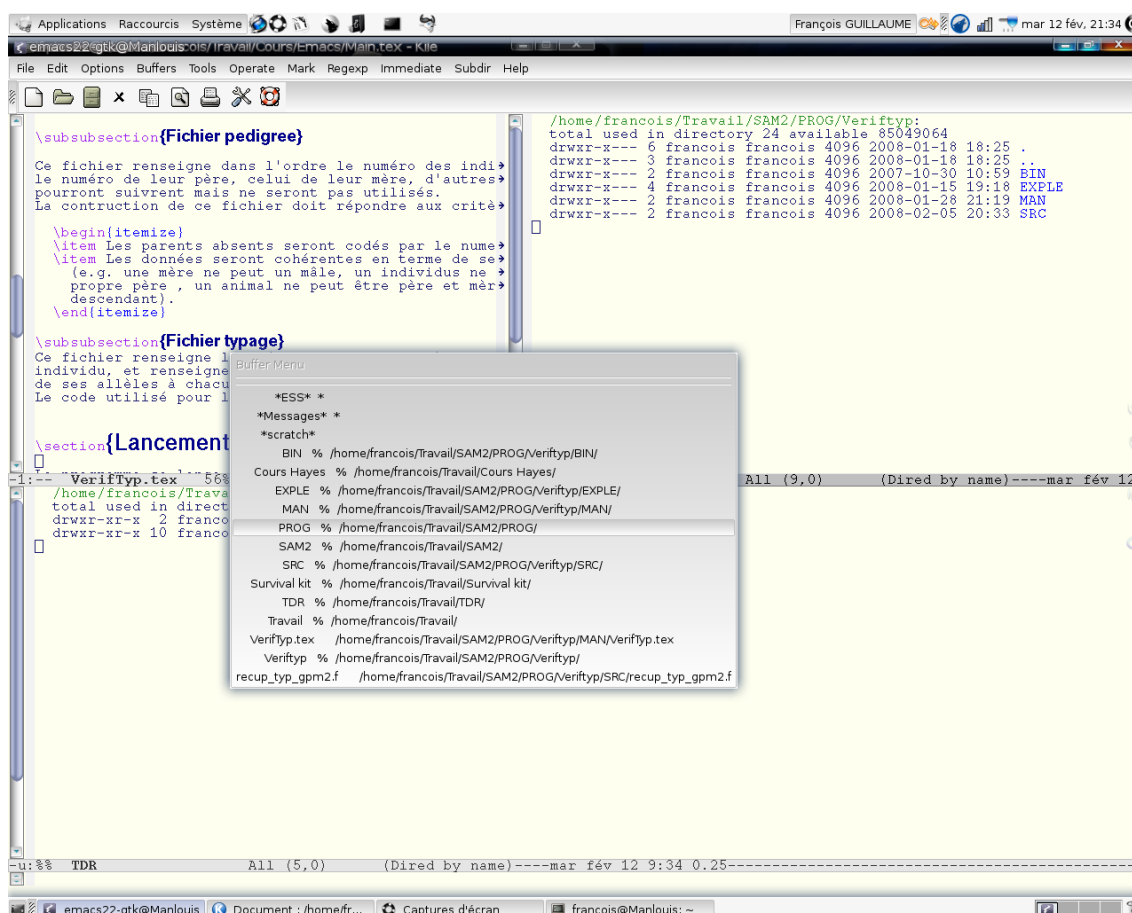 Applications Raccourcis Système
François GUILLAUME
mar 12 fév, 21:34
emacs22-gtk@Manlouis
/Travail/Cours/Emacs/Main.tex - Kile
File Edit Options Buffers Tools Operate Mark Regexp Immediate Subdir Help
\subsubsection{Fichier pedigree}
Ce fichier renseigne dans l'ordre le numéro des indi
le numéro de leur père, celui de leur mère, d'autres
pourront suivrent mais ne seront pas utilisés.
La contruction de ce fichier doit répondre aux critè
\begin{itemize}
\item Les parents absents seront codés par le nume
\item Les données seront cohérentes en terme de se
(e.g. une mère ne peut un mâle, un individus ne
propre père , un animal ne peut être père et mèr
descendant).
\end{itemize}
\subsubsection{Fichier typage}
Ce fichier renseigne l
individu, et renseigne
de ses allèles à chacu
Le code utilisé pour l
\section{Lancement
/home/francois/Travail/SAM2/PROG/Veriftyp:
total used in directory 24 available 85049064
drwxr-x--- 6 francois francois 4096 2008-01-18 18:25 .
drwxr-x--- 3 francois francois 4096 2008-01-18 18:25 ..
drwxr-x--- 2 francois francois 4096 2007-10-30 10:59 BIN
drwxr-x--- 4 francois francois 4096 2008-01-15 19:18 EXPLE
drwxr-x--- 2 francois francois 4096 2008-01-28 21:19 MAN
drwxr-x--- 2 francois francois 4096 2008-02-05 20:33 SRC
-1:-- VerifTyp.tex 56%
All (9,0) (Dired by name)----mar fév 12
/home/francois/Trava
total used in direct
drwxr-xr-x 2 franco
drwxr-xr-x 10 franco
Buffer Menu
*ESS* *
*Messages* *
*scratch*
BIN % /home/francois/Travail/SAM2/PROG/Veriftyp/BIN/
Cours Hayes % /home/francois/Travail/Cours Hayes/
EXPLE % /home/francois/Travail/SAM2/PROG/Veriftyp/EXPLE/
MAN % /home/francois/Travail/SAM2/PROG/Veriftyp/MAN/
PROG % /home/francois/Travail/SAM2/PROG/
SAM2 % /home/francois/Travail/SAM2/
SRC % /home/francois/Travail/SAM2/PROG/Veriftyp/SRC/
Survival kit % /home/francois/Travail/Survival kit/
TDR % /home/francois/Travail/TDR/
Travail % /home/francois/Travail/
VerifTyp.tex /home/francois/Travail/SAM2/PROG/Veriftyp/MAN/VerifTyp.tex
Veriftyp % /home/francois/Travail/SAM2/PROG/Veriftyp/
recup_typ_gpm2.f /home/francois/Travail/SAM2/PROG/Veriftyp/SRC/recup_typ_gpm2.f
-u:%% TDR All (5,0) (Dired by name)----mar fév 12 9:34 0.25------------------------------------
emacs22-gtk@Manlouis
Document : /home/fr...
Captures d'écran
francois@Manlouis: ~